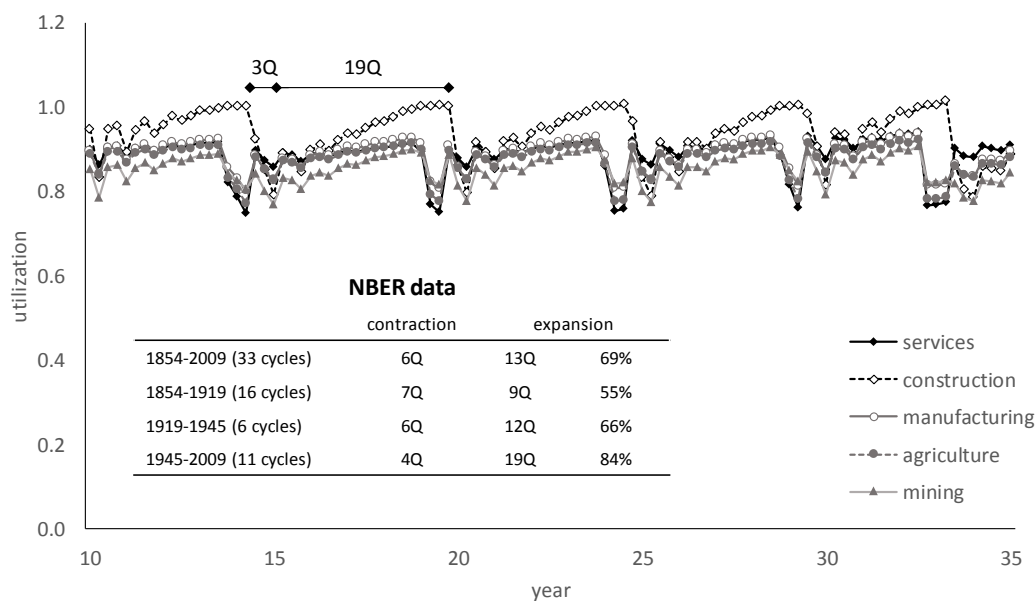 1.2
3Q 19Q
1.0
0.8
0.6
0.4
0.2
0.0
utilization
NBER data
contraction expansion
1854-2009 (33 cycles) 6Q 13Q 69%
1854-1919 (16 cycles) 7Q 9Q 55%
1919-1945 (6 cycles) 6Q 12Q 66%
1945-2009 (11 cycles) 4Q 19Q 84%
services
construction
manufacturing
agriculture
mining
10 15 20 25 30 35
year